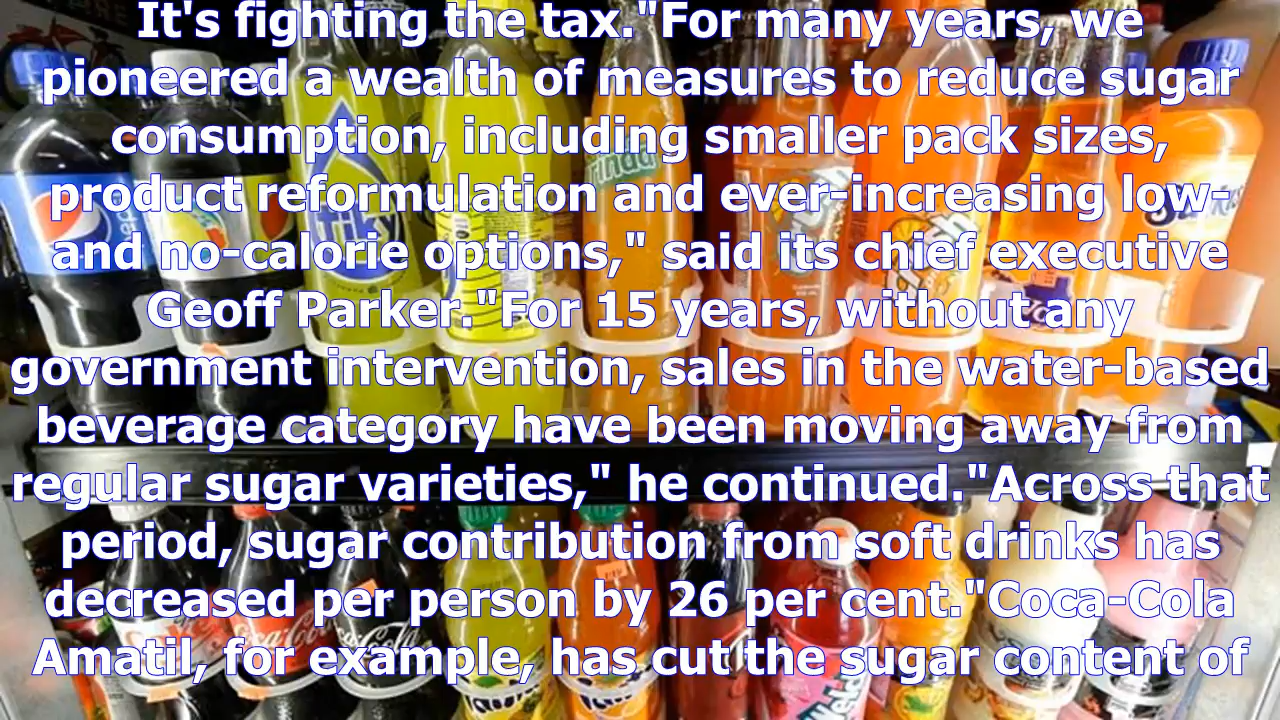 It's fighting the tax."For many years, we
pioneered a wealth of measures to reduce sugar
consumption, including smaller pack sizes,
product reformulation and ever-increasing low-
and no-calorie options," said its chief executive
Geoff Parker."For 15 years, without any
government intervention, sales in the water-based
beverage category have been moving away from
regular sugar varieties," he continued."Across that
period, sugar contribution from soft drinks has
decreased per person by 26 per cent."Coca-Cola
Amatil, for example, has cut the sugar content of